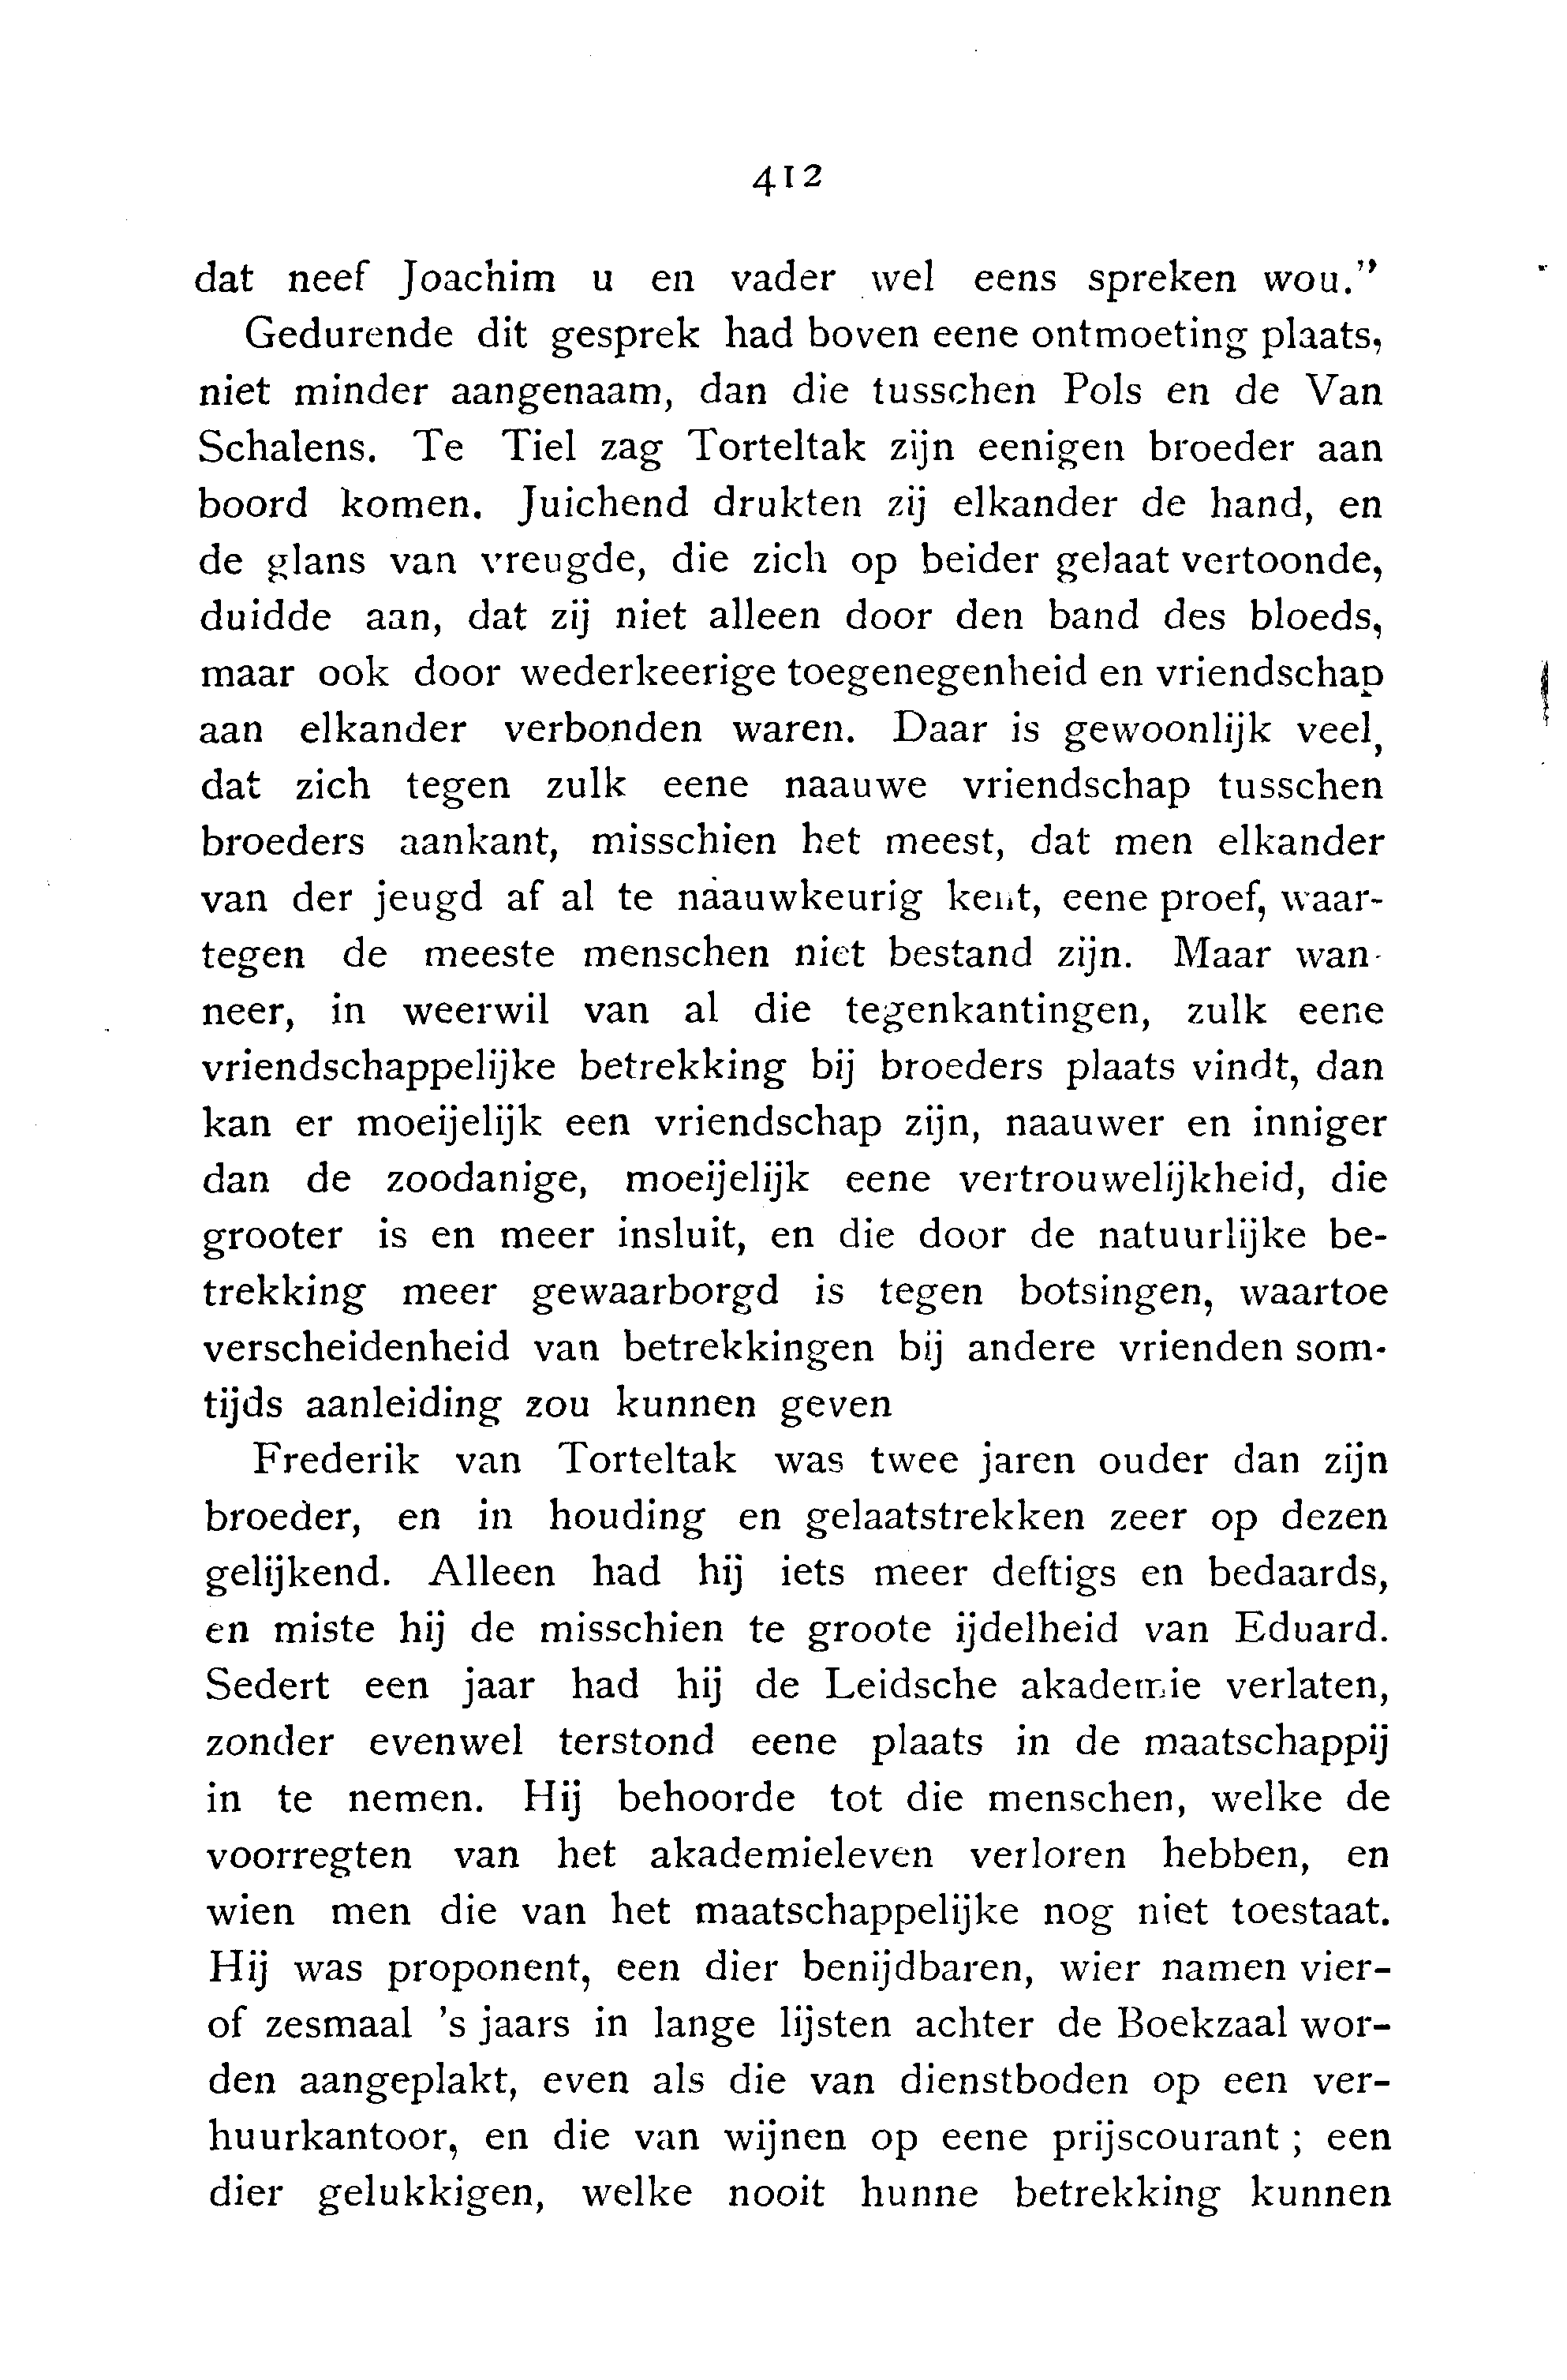 412
dat neef Joachim u en vader wel eens spreken wou."
Gedurende dit gesprek had boven eene ontmoeting plaats,
niet minder aangenaam, dan die tusschen Pols en de Van
Schalens. Te Tiel zag Torteltak zijn eenigen broeder aan
boord komen. Juichend drukten zij elkander de hand, en
de glans van vreugde, die zich op beider gelaat vertoonde,
duidde aan, dat zij niet alleen door den band des bloeds,
maar ook door wederkeerige toegenegenheid en vriendschap
aan elkander verbonden waren. Daar is gewoonlijk veel,
dat zich tegen zulk eene naauwe vriendschap tusschen
broeders aankant, misschien het meest, dat men elkander
van der jeugd af al te naauwkeurig kent, eene proef, waar-
tegen de meeste menschen niet bestand zijn. Maar wan-
neer, in weerwil van al die tegenkantingen, zulk eene
vriendschappelijke betrekking bij broeders plaats vindt, dan
kan er moeijelijk een vriendschap zijn, naauwer en inniger
dan de zoodanige, moeijelijk eene vertrouwelijkheid, die
grooter is en meer insluit, en die door de natuurlijke be-
trekking meer gewaarborgd is tegen botsingen, waartoe
verscheidenheid van betrekkingen bij andere vrienden som-
tijds aanleiding zou kunnen geven
Frederik van Torteltak was twee jaren ouder dan zijn
broeder, en in houding en gelaatstrekken zeer op dezen
gelijkend. Alleen had hij iets meer deftigs en bedaards,
en miste hij de misschien te groote ijdelheid van Eduard.
Sedert een jaar had hij de Leidsche akademie verlaten,
zonder evenwel terstond eene plaats in de maatschappij
in te nemen. Hij behoorde tot die menschen, welke de
voorregten van het akademieleven verloren hebben, en
wien men die van het maatschappelijke nog niet toestaat.
Hij was proponent, een dier benijdbaren, wier namen vier-
of zesmaal 's jaars in lange lijsten achter de Boekzaal wor-
den aangeplakt, even als die van dienstboden op een ver-
huurkantoor, en die van wijnen op eene prijscourant; een
dier gelukkigen, welke nooit hunne betrekking kunnen